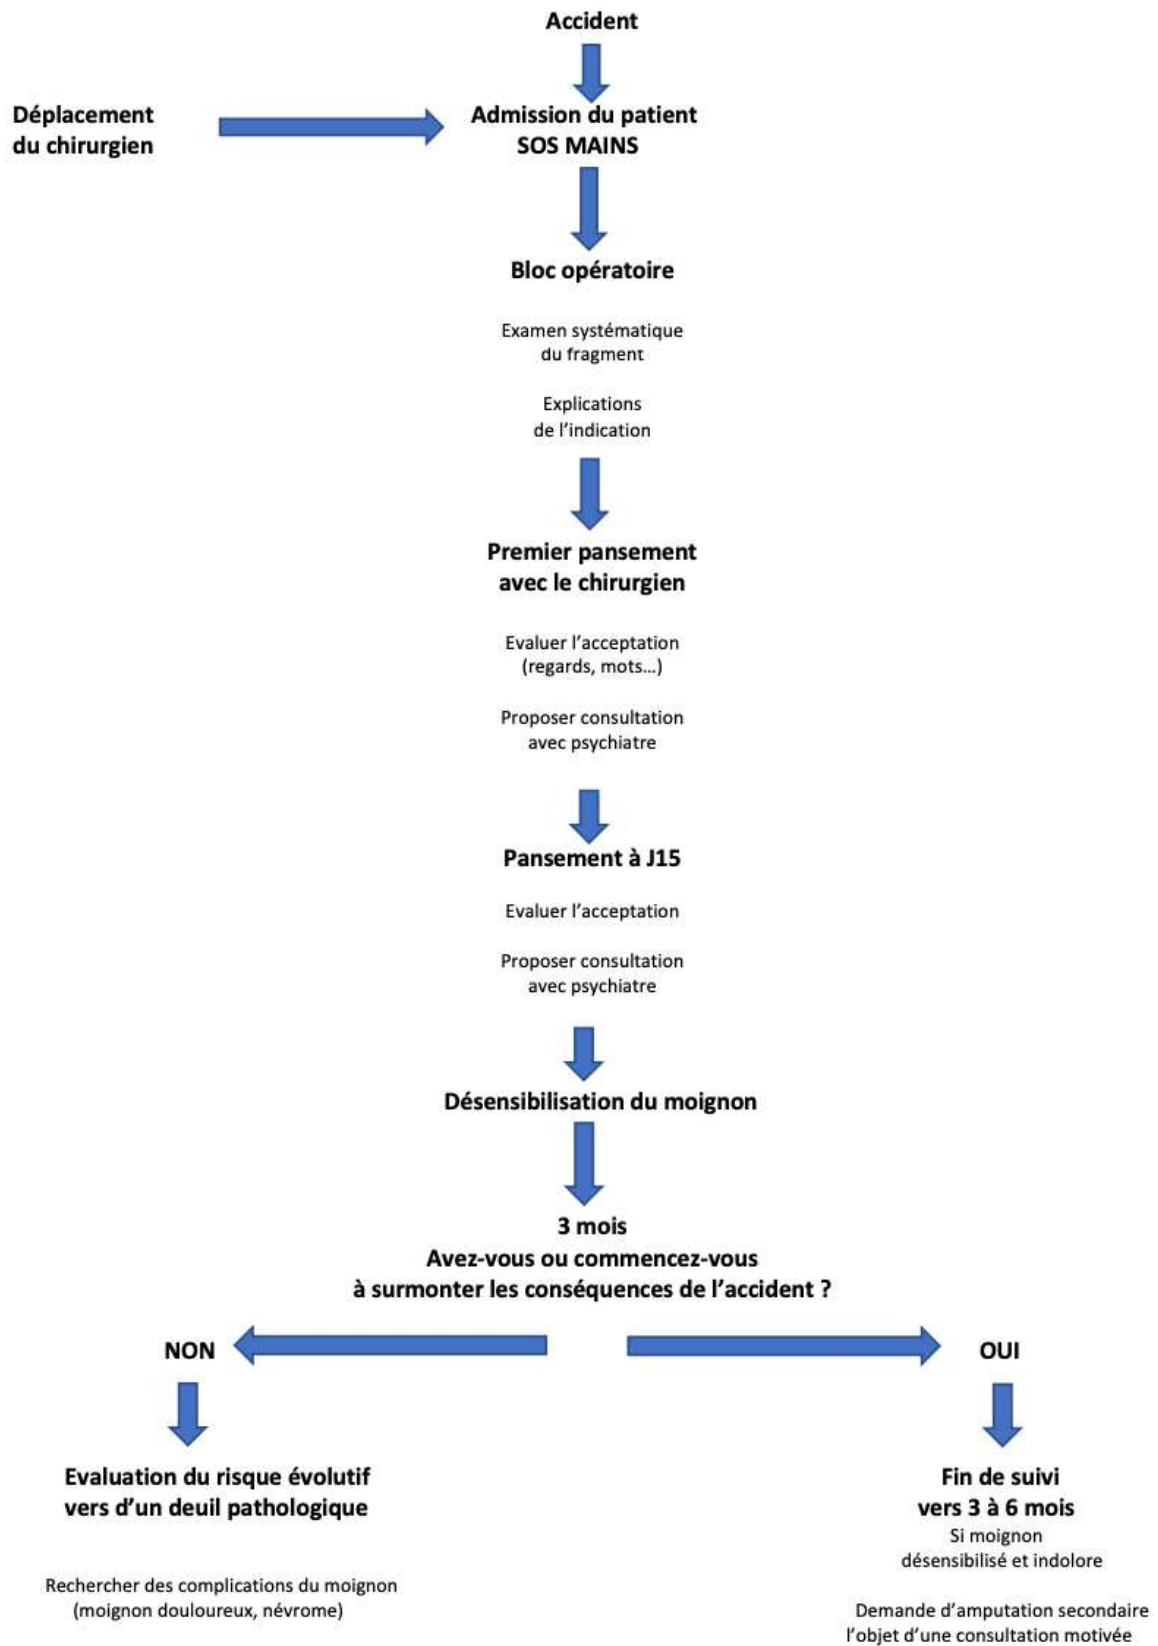 Accident
Déplacement
du chirurgien
Admission du patient
SOS MAINS
Bloc opératoire
Examen systématique
du fragment
Explications
de l'indication
Premier pansement
avec le chirurgien
Evaluer l'acceptation
(regards, mots...)
Proposer consultation
avec psychiatre
Pansement à J15
Evaluer l'acceptation
Proposer consultation
avec psychiatre
Désensibilisation du moignon
3 mois
Avez-vous ou commencez-vous
à surmonter les conséquences de l'accident ?
NON
OUI
Evaluation du risque évolutif
vers d'un deuil pathologique
Rechercher des complications du moignon
(moignon douloureux, névrome)
Fin de suivi
vers 3 à 6 mois
Si moignon
désensibilisé et indolore
Demande d'amputation secondaire
l'objet d'une consultation motivée